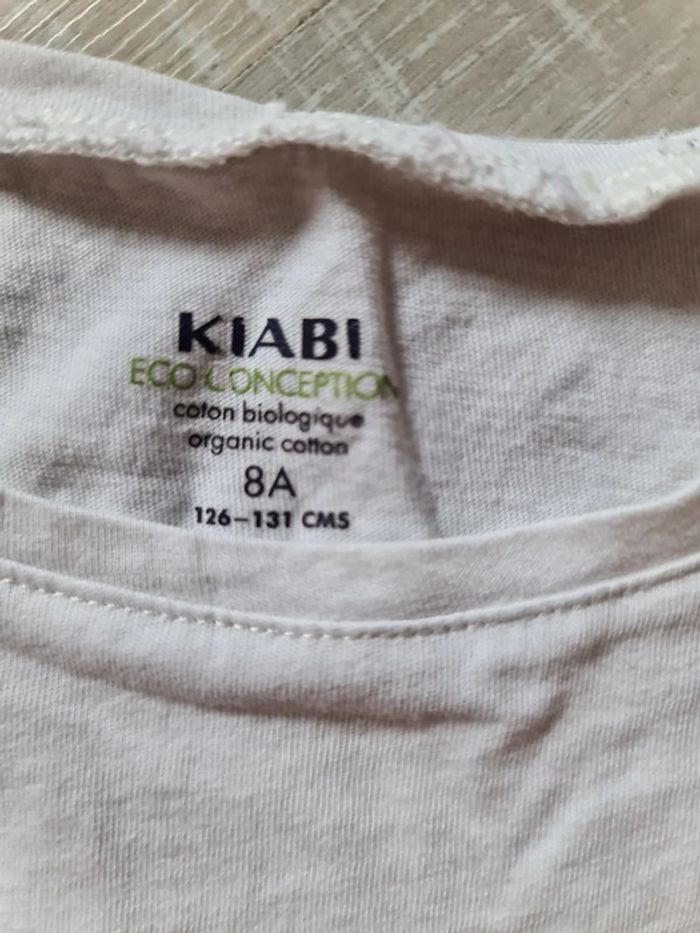 KIABI
ECO CONCEPTION
coton biologique
organic cotton
8A
126–131 CMS